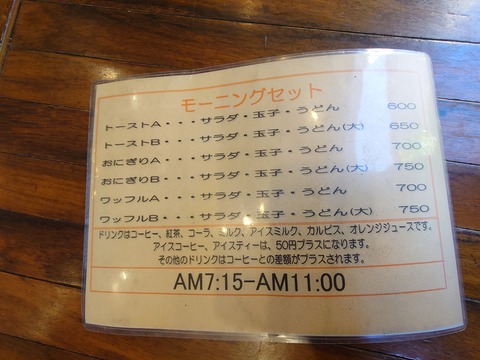 モーニングセット
トーストA・・・サラダ・玉子・うどん 600
トーストB・・・サラダ・玉子・うどん(大) 650
おにぎりA・・・サラダ・玉子・うどん 700
おにぎりB・・・サラダ・玉子・うどん(大) 750
ワッフルA・・・サラダ・玉子・うどん 700
ワッフルB・・・サラダ・玉子・うどん(大) 750
ドリンクはコーヒー、紅茶、コーラ、ミルク、アイスミルク、カルピス、オレンジジュースです。
アイスコーヒー、アイスティーは、50円プラスになります。
その他のドリンクはコーヒーとの差額がプラスされます。
AM7:15-AM11:00